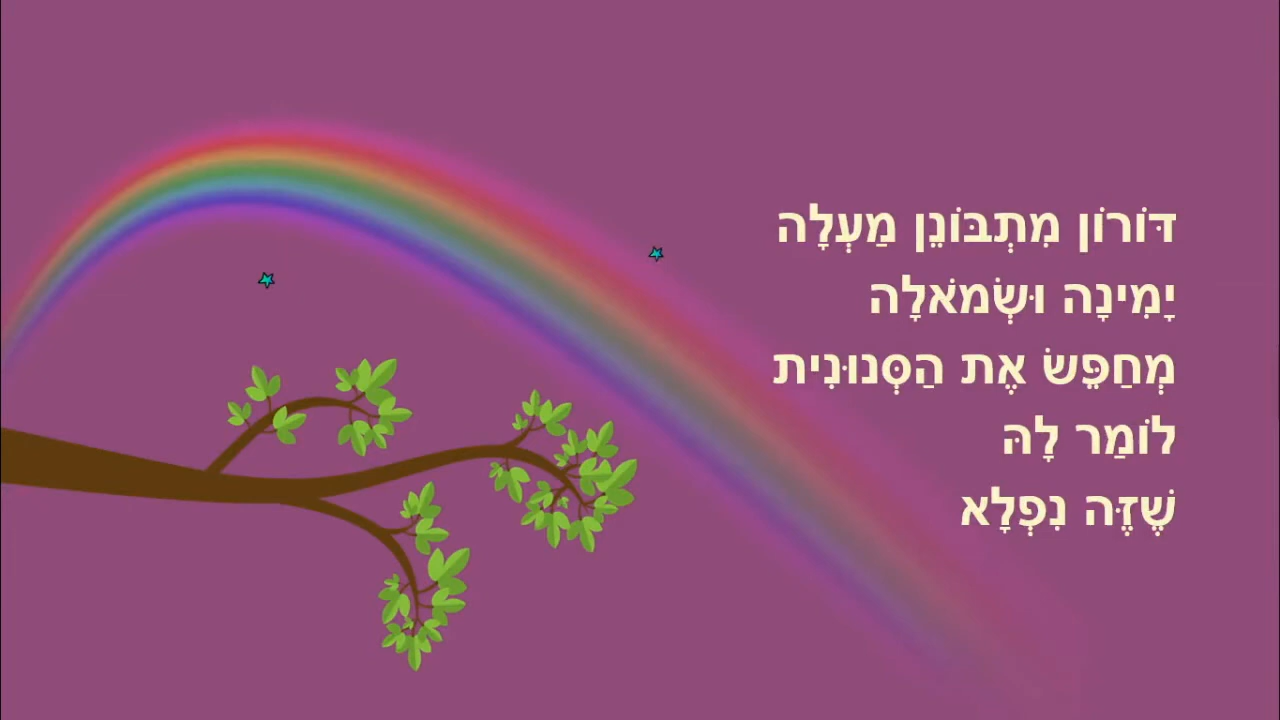 דּוֹרוֹן מִתְבּוֹנֵן מַעְלָה
יָמִינָה וּשְׂמֹאלָה
מְחַפֵּשׂ אֶת הַסְּנוּנִית
לוֹמַר לָהּ
שֶׁזֶּה נִפְלָא